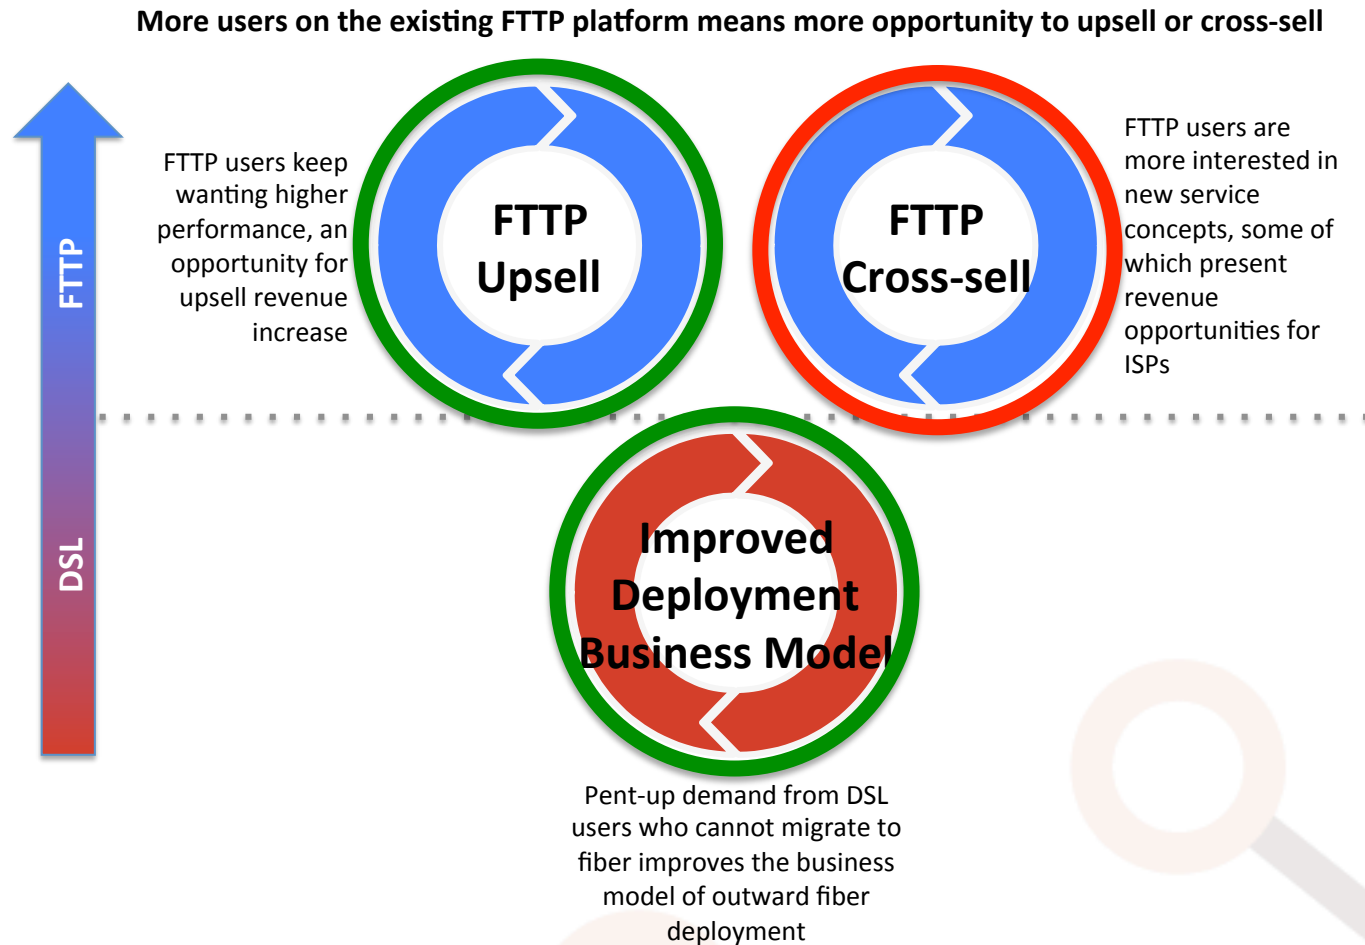 More users on the existing FTTP platform means more opportunity to upsell or cross-sell
FTTP
DSL
FTTP users keep
wanting higher
performance, an
opportunity for
upsell revenue
increase
FTTP
Upsell
FTTP
Cross-sell
FTTP users are
more interested in
new service
concepts, some of
which present
revenue
opportunities for
ISPs
Improved
Deployment
Business Model
Pent-up demand from DSL
users who cannot migrate to
fiber improves the business
model of outward fiber
deployment